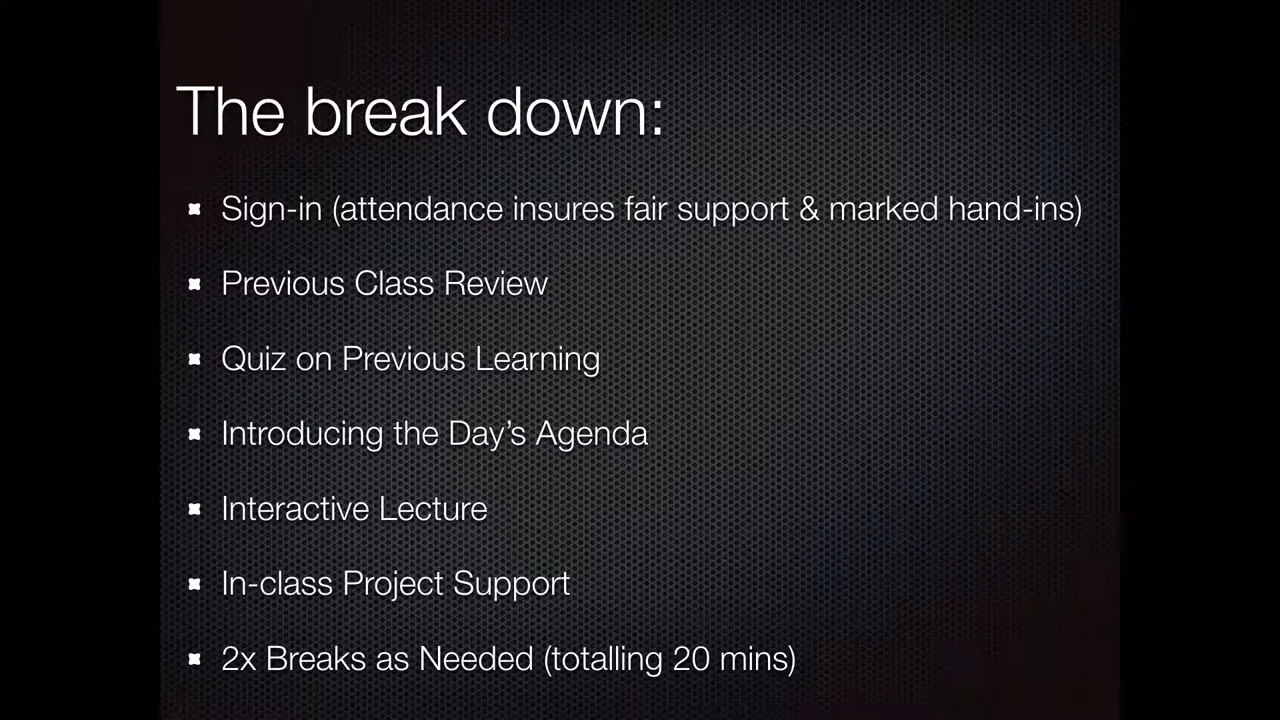 The break down:
Sign-in (attendance insures fair support & marked hand-ins)
Previous Class Review
Quiz on Previous Learning
Introducing the Day’s Agenda
Interactive Lecture
In-class Project Support
2x Breaks as Needed (totalling 20 mins)